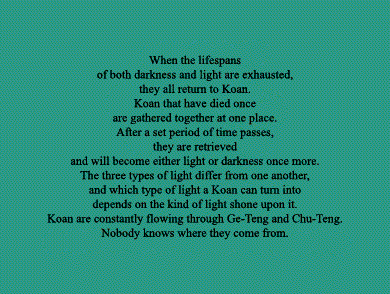 When the lifespans
of both darkness and light are exhausted,
they all return to Koan.
Koan that have died once
are gathered together at one place.
After a set period of time passes,
they are retrieved
and will become either light or darkness once more.
The three types of light differ from one another,
and which type of light a Koan can turn into
depends on the kind of light shone upon it.
Koan are constantly flowing through Ge-Teng and Chu-Teng.
Nobody knows where they come from.